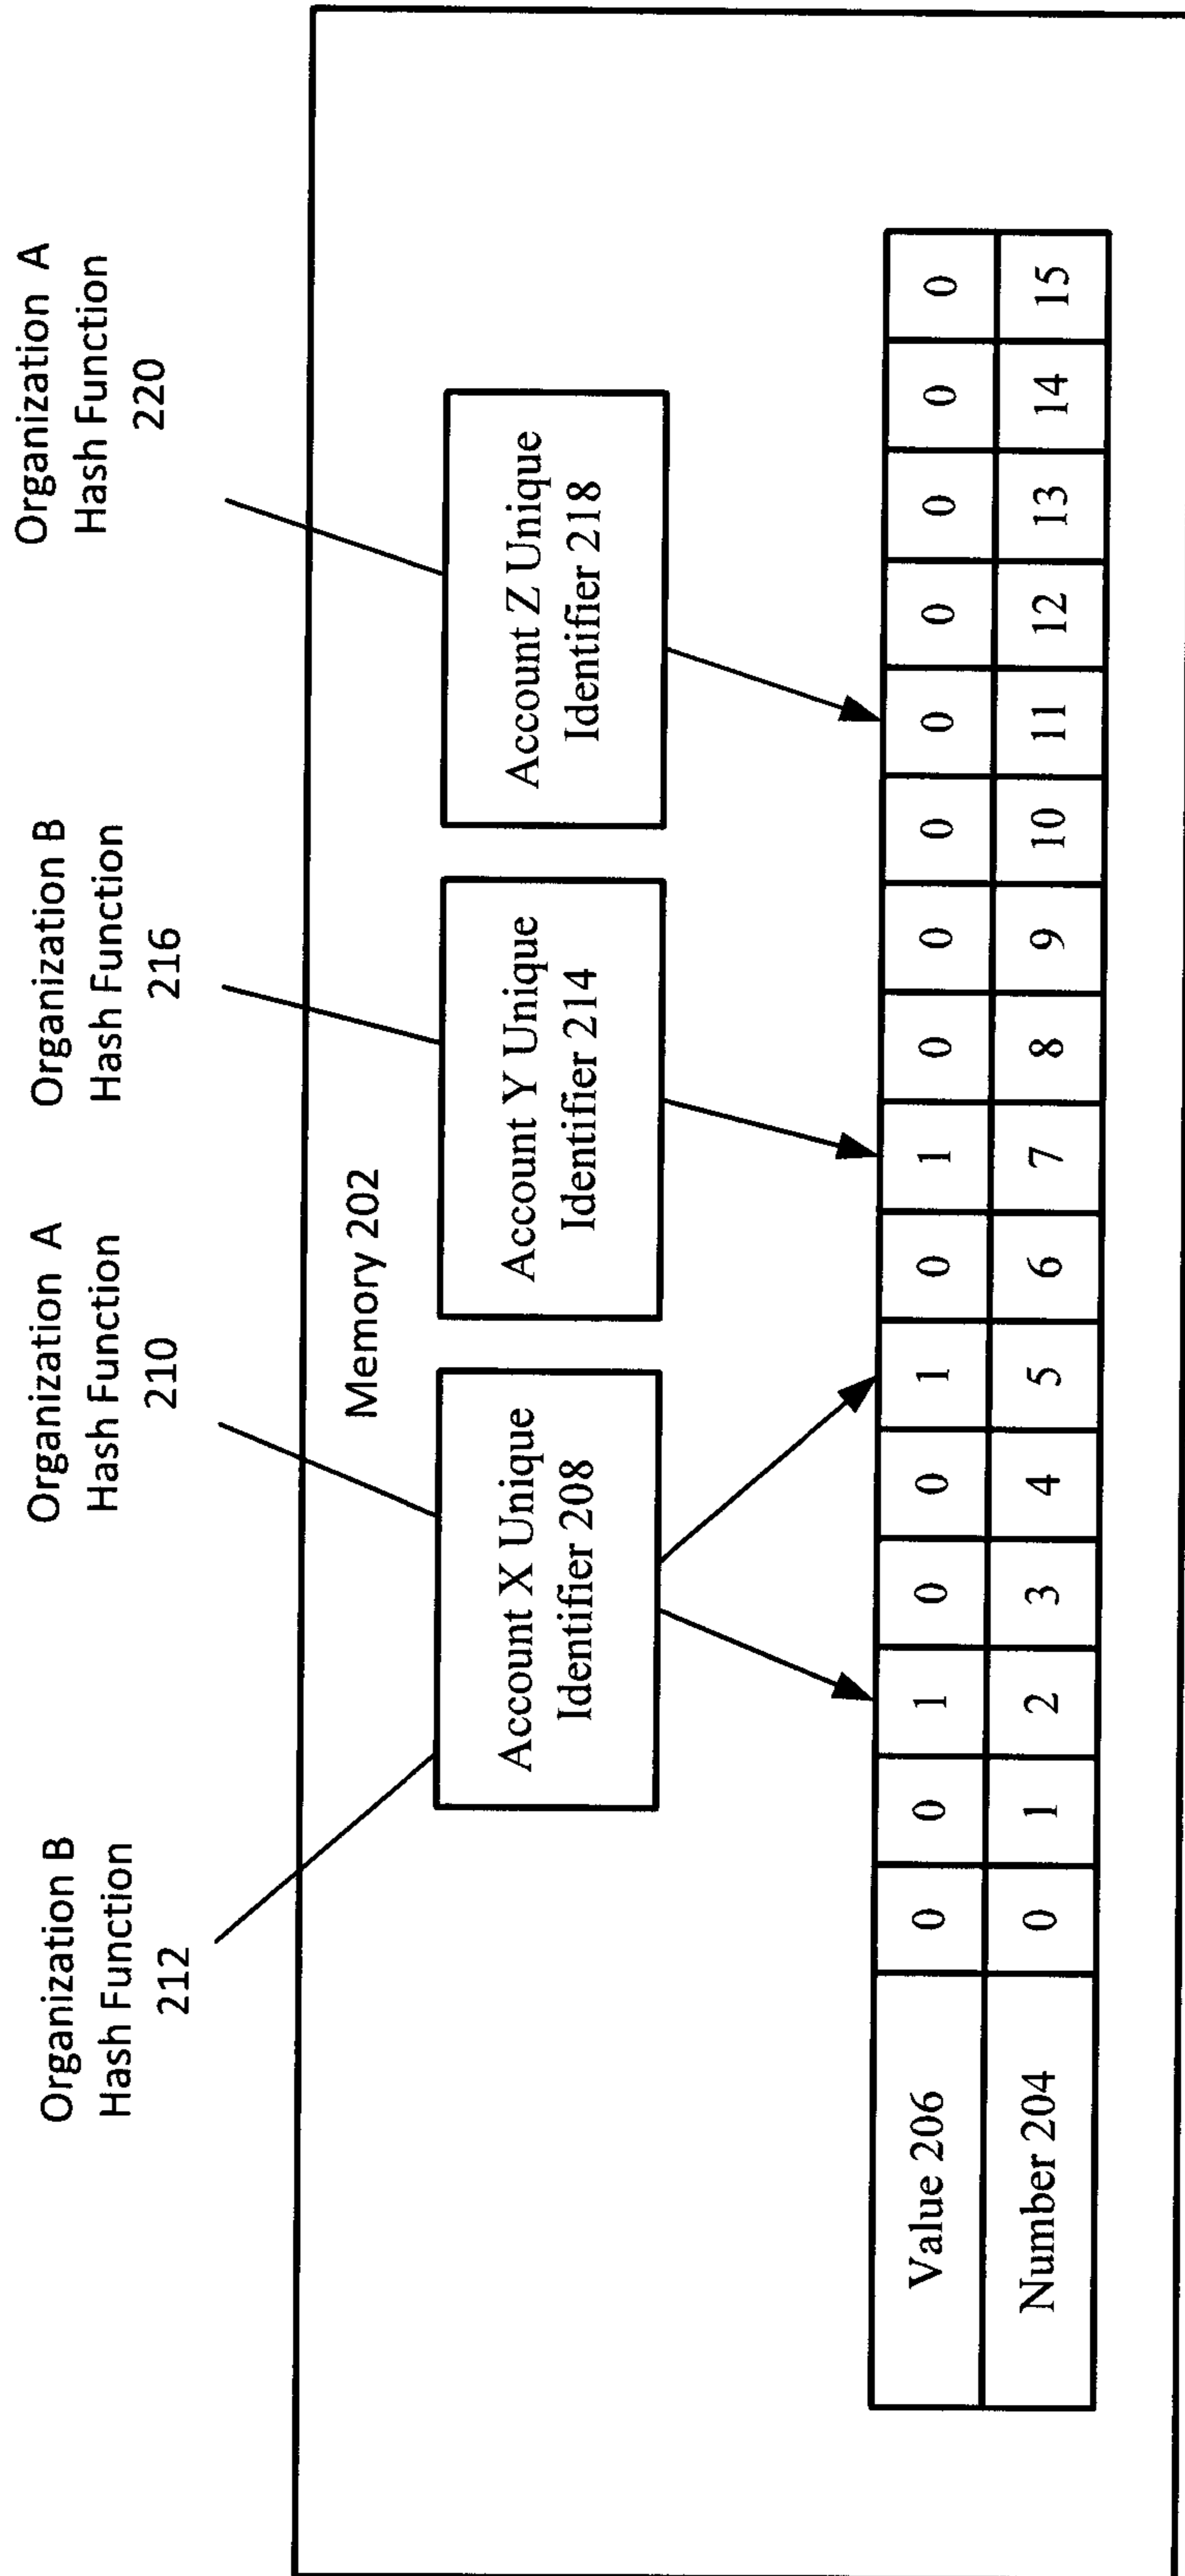 Organization B
Hash Function
212
Organization A
Hash Function
210
Organization B
Hash Function
216
Organization A
Hash Function
220
Memory 202
Account X Unique
Identifier 208
Account Y Unique
Identifier 214
Account Z Unique
Identifier 218
Value 206 0 0 1 0 0 1 0 1 0 0 0 0 0 0 0 0
Number 204 0 1 2 3 4 5 6 7 8 9 10 11 12 13 14 15